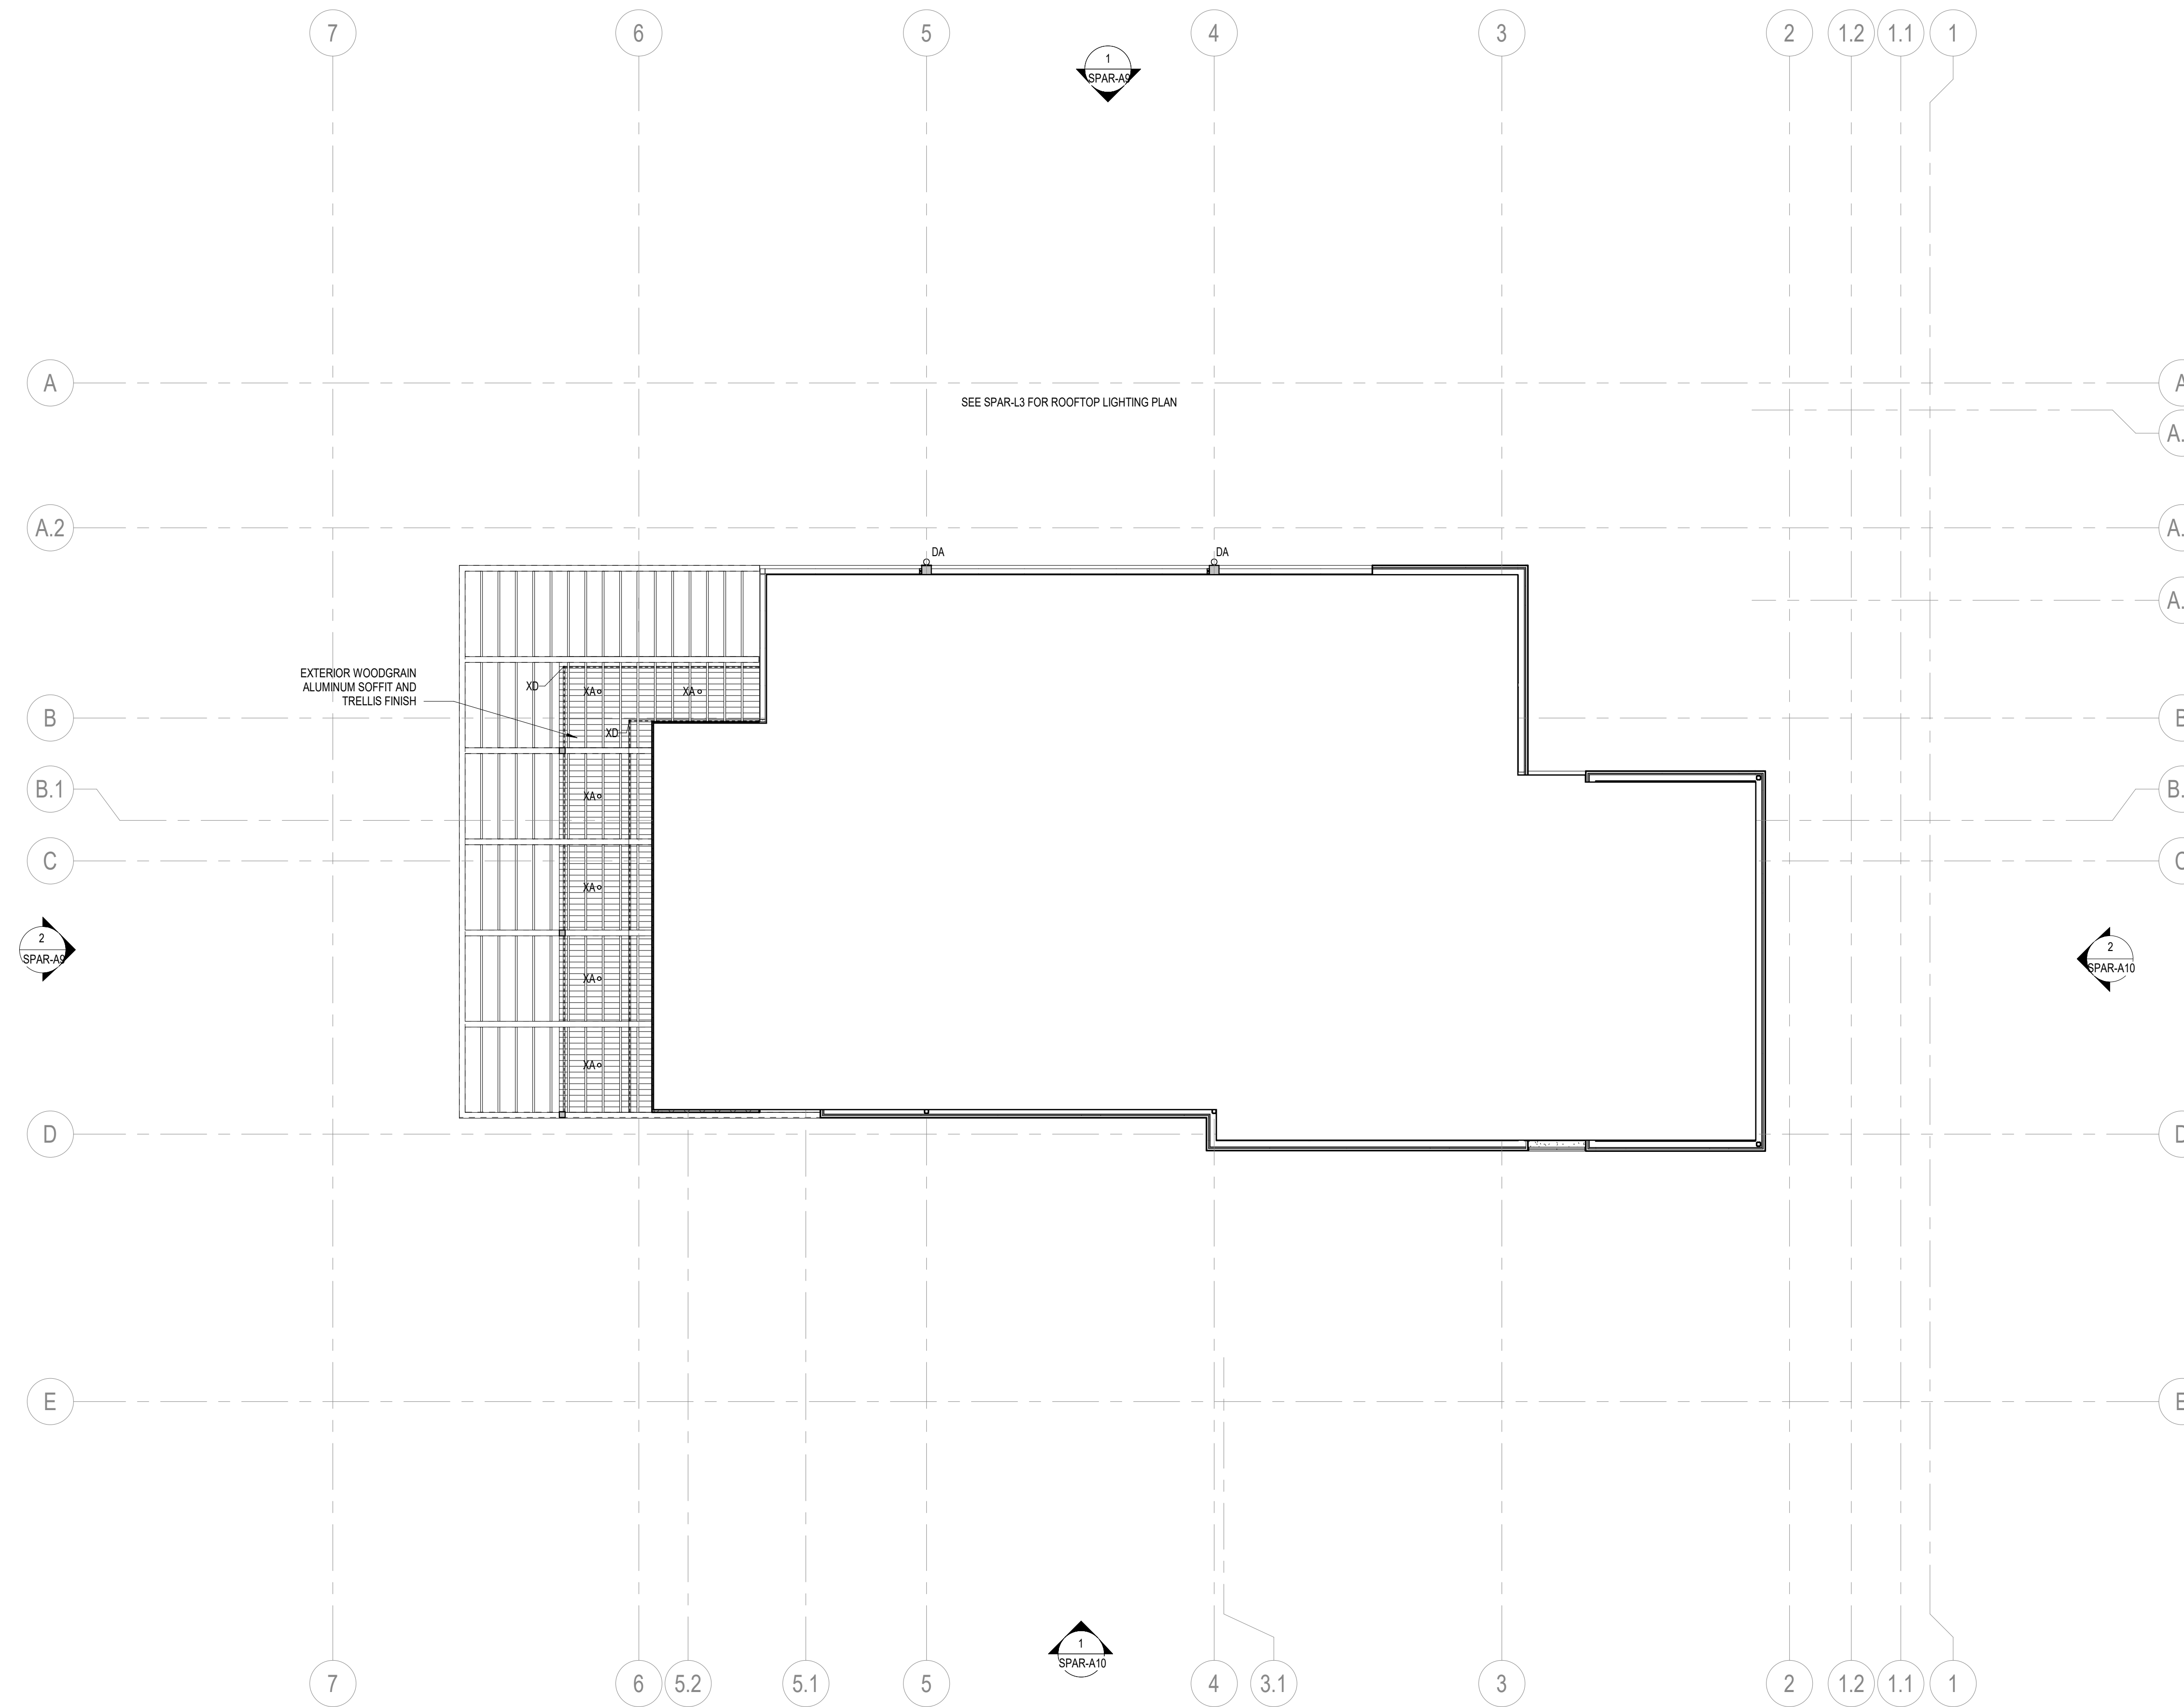 7
6
5
4
3
2
1.2
1.1
1
1
SPAR-A9
A
SEE SPAR-L3 FOR ROOFTOP LIGHTING PLAN
A.2
DA
DA
EXTERIOR WOODGRAIN
ALUMINUM SOFFIT AND
TRELLIS FINISH
XD
XA
XA
B
XD
B.1
XA
C
XA
2
SPAR-A9
2
SPAR-A10
XA
XA
D
E
1
SPAR-A10
7
6
5.2
5.1
5
4
3.1
3
2
1.2
1.1
1